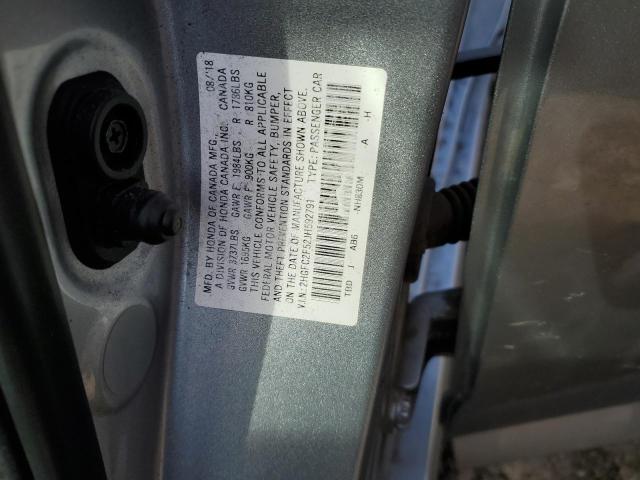 MFD. BY HONDA OF CANADA MFG., 08/18
A DIVISION OF HONDA CANADA INC. CANADA
GVWR 3737LBS GAWR F 1984LBS R 1786LBS
GVWR 1695KG GAWR F 900KG R 810KG
THIS VEHICLE CONFORMS TO ALL APPLICABLE
FEDERAL MOTOR VEHICLE SAFETY, BUMPER,
AND THEFT PREVENTION STANDARDS IN EFFECT
ON THE DATE OF MANUFACTURE SHOWN ABOVE.
V.I.N.: 2HGFC2F52JH592791 TYPE:PASSENGER CAR
TBD J AB6 -NH830M A -H